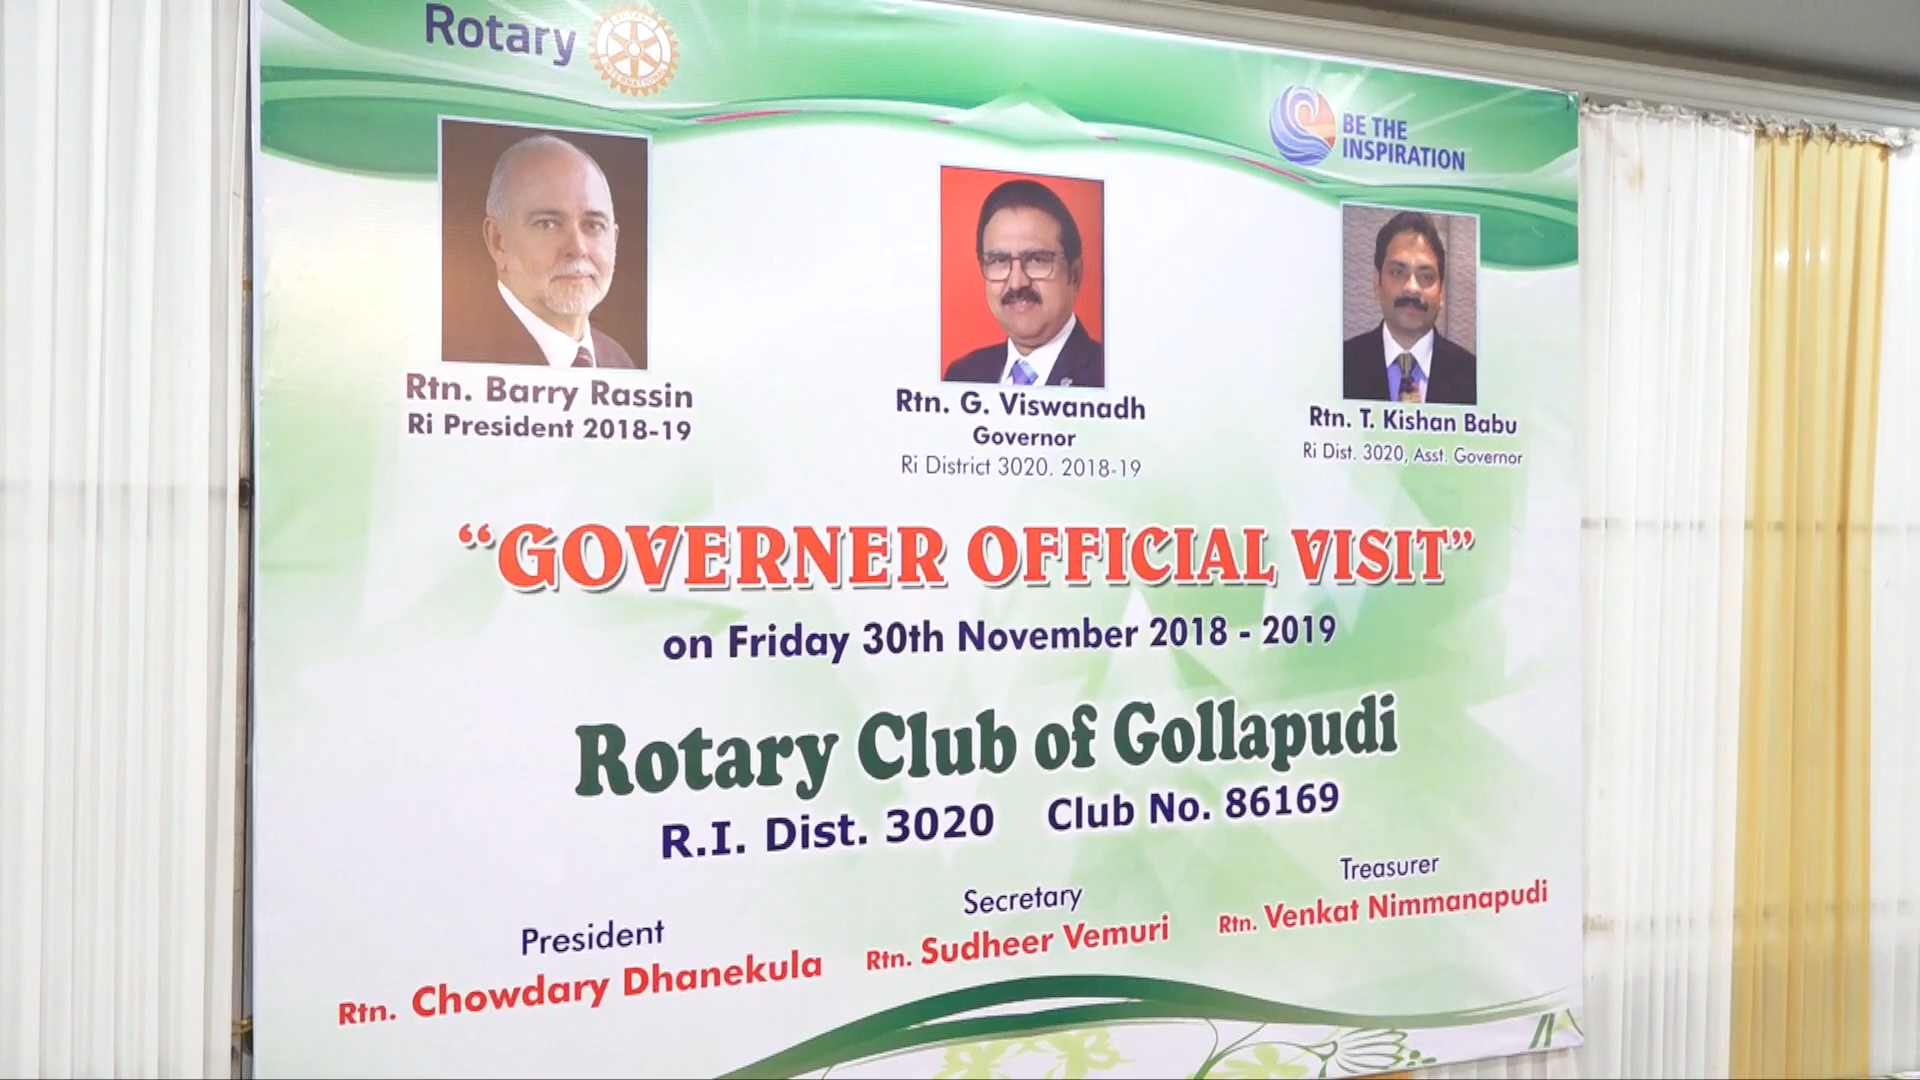 Rotary
ROTARY INTERNATIONAL
BE THE
INSPIRATION
Rtn. Barry Rassin
Ri President 2018-19
Rtn. G. Viswanadh
Governor
Ri District 3020. 2018-19
Rtn. T. Kishan Babu
Ri Dist. 3020, Asst. Governor
"GOVERNER OFFICIAL VISIT"
on Friday 30th November 2018 - 2019
Rotary Club of Gollapudi
R.I. Dist. 3020 Club No. 86169
President
Rtn. Chowdary Dhanekula
Secretary
Rtn. Sudheer Vemuri
Treasurer
Rtn. Venkat Nimmanapudi